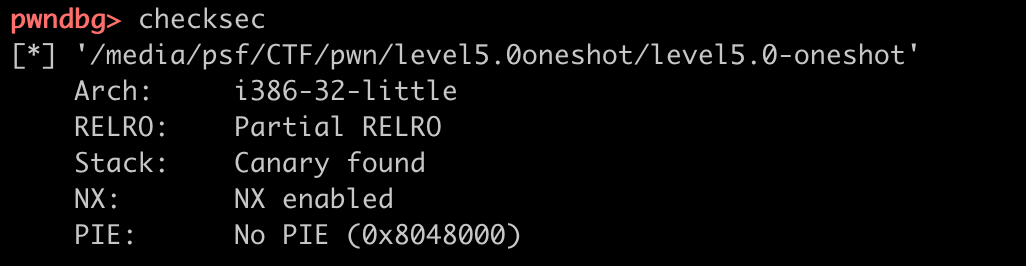 pwndbg> checksec
[*] '/media/psf/CTF/pwn/level5.0oneshot/level5.0-oneshot'
Arch: i386-32-little
RELRO: Partial RELRO
Stack: Canary found
NX: NX enabled
PIE: No PIE (0x8048000)